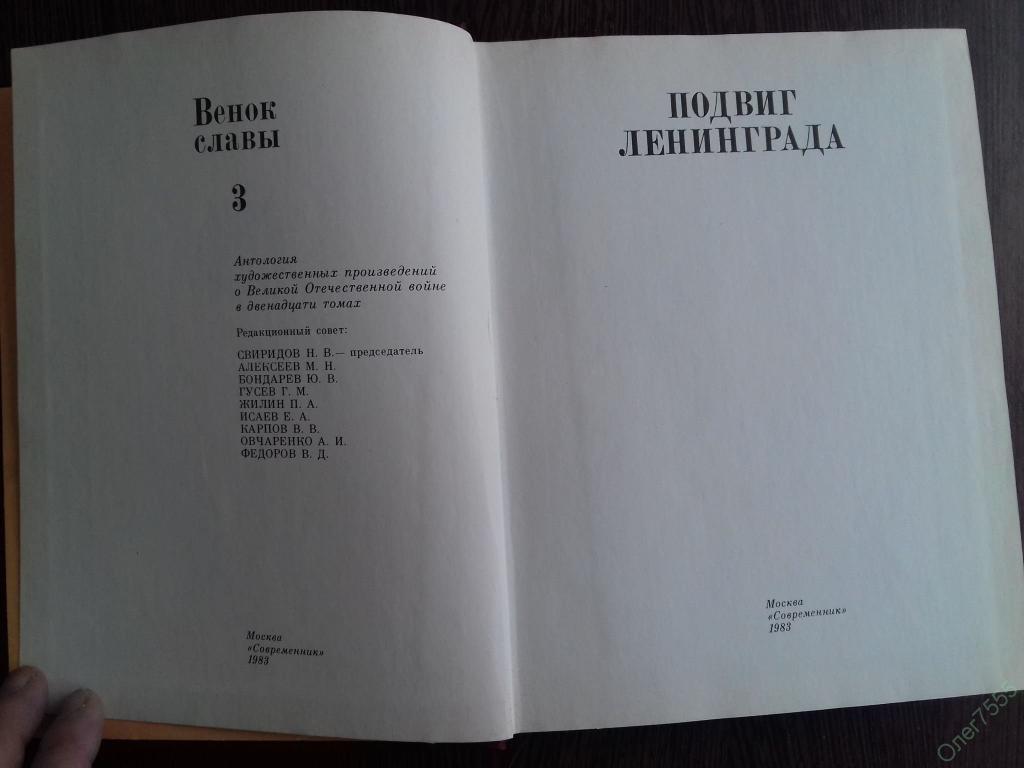 Венок
славы
3
Антология
художественных произведений
о Великой Отечественной войне
в двенадцати томах
Редакционный совет:
СВИРИДОВ Н. В.— председатель
АЛЕКСЕЕВ М. Н.
БОНДАРЕВ Ю. В.
ГУСЕВ Г. М.
ЖИЛИН П. А.
ИСАЕВ Е. А.
КАРПОВ В. В.
ОВЧАРЕНКО А. И.
ФЕДОРОВ В. Д.
Москва
«Современник»
1983
ПОДВИГ
ЛЕНИНГРАДА
Москва
«Современник»
1983
Олег7555